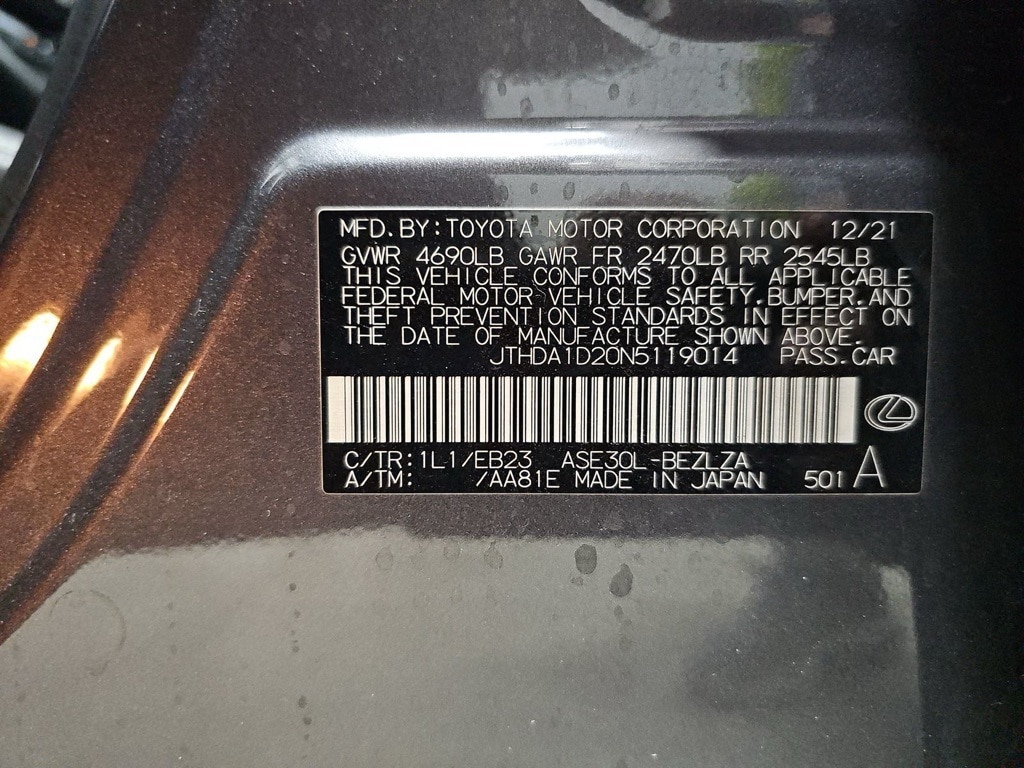 MFD.BY:TOYOTA MOTOR CORPORATION 12/21
GVWR 4690LB GAWR FR 2470LB RR 2545LB
THIS VEHICLE CONFORMS TO ALL APPLICABLE
FEDERAL MOTOR VEHICLE SAFETY.BUMPER.AND
THEFT PREVENTION STANDARDS IN EFFECT ON
THE DATE OF MANUFACTURE SHOWN ABOVE.
JTHDA1D20N5119014 PASS.CAR
C/TR:1L1/EB23 ASE30L-BEZLZA
A/TM: /AA81E MADE IN JAPAN 501 A